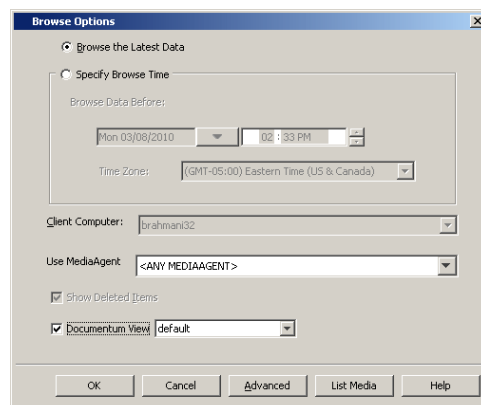 Browse Options
Browse the Latest Data
Specify Browse Time
Browse Data Before:
Mon 03/08/2010 02 : 33 PM
Time Zone: (GMT-05:00) Eastern Time (US & Canada)
Client Computer: brahmani32
Use MediaAgent <ANY MEDIAAGENT>
Show Deleted Items
Documentum View default
OK Cancel Advanced List Media Help